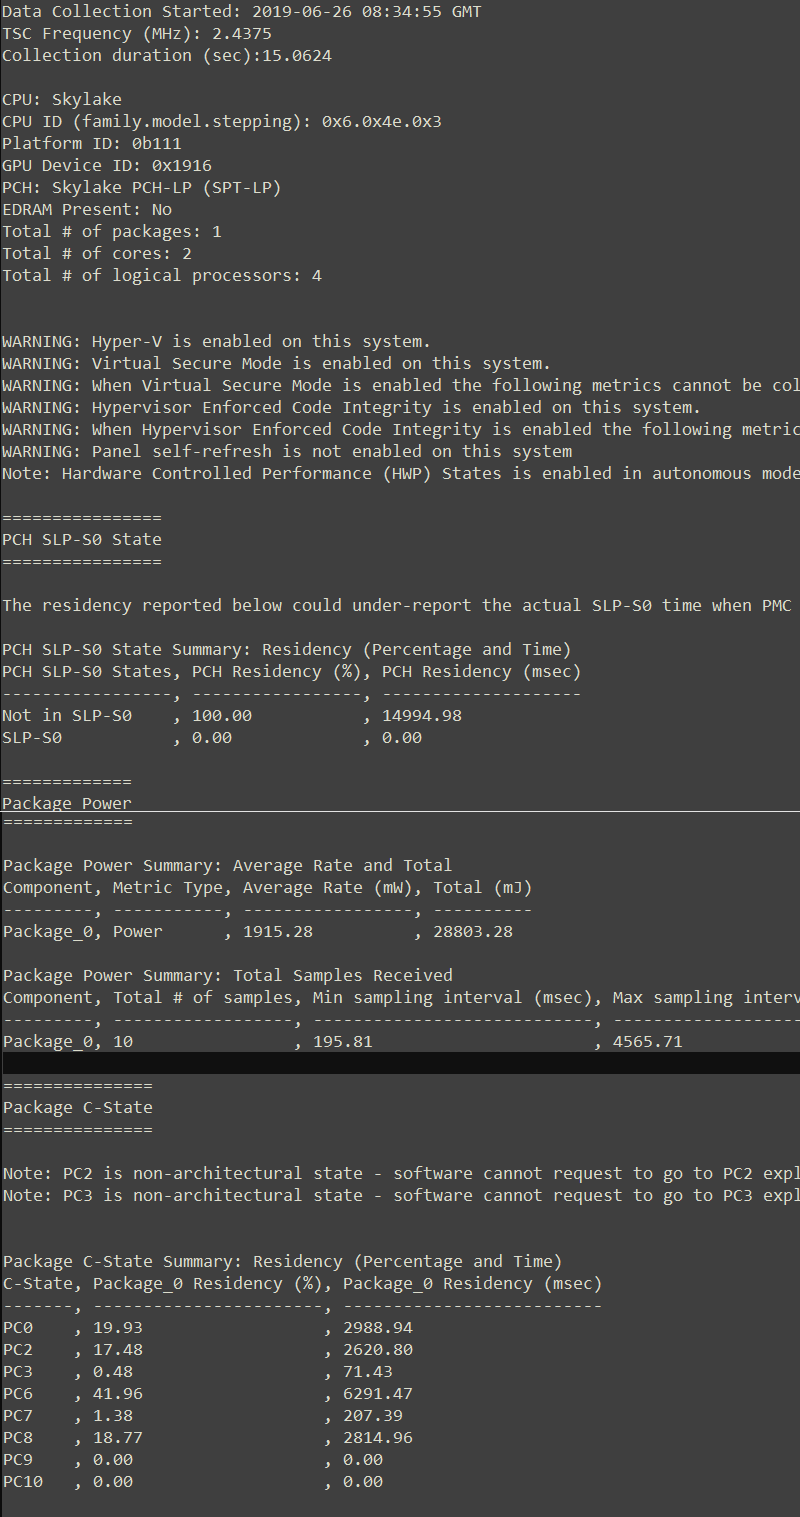 Data Collection Started: 2019-06-26 08:34:55 GMT
TSC Frequency (MHz): 2.4375
Collection duration (sec):15.0624
CPU: Skylake
CPU ID (family.model.stepping): 0x6.0x4e.0x3
Platform ID: 0b111
GPU Device ID: 0x1916
PCH: Skylake PCH-LP (SPT-LP)
EDRAM Present: No
Total # of packages: 1
Total # of cores: 2
Total # of logical processors: 4
WARNING: Hyper-V is enabled on this system.
WARNING: Virtual Secure Mode is enabled on this system.
WARNING: When Virtual Secure Mode is enabled the following metrics cannot be col
WARNING: Hypervisor Enforced Code Integrity is enabled on this system.
WARNING: When Hypervisor Enforced Code Integrity is enabled the following metric
WARNING: Panel self-refresh is not enabled on this system
Note: Hardware Controlled Performance (HWP) States is enabled in autonomous mode
================
PCH SLP-S0 State
================
The residency reported below could under-report the actual SLP-S0 time when PMC
PCH SLP-S0 State Summary: Residency (Percentage and Time)
PCH SLP-S0 States, PCH Residency (%), PCH Residency (msec)
-----------------, -----------------, --------------------
Not in SLP-S0    , 100.00           , 14994.98
SLP-S0           , 0.00             , 0.00
=============
Package Power
=============
Package Power Summary: Average Rate and Total
Component, Metric Type, Average Rate (mW), Total (mJ)
---------, -----------, -----------------, ----------
Package_0, Power      , 1915.28          , 28803.28
Package Power Summary: Total Samples Received
Component, Total # of samples, Min sampling interval (msec), Max sampling interv
---------, ------------------, ----------------------------, -------------------
Package_0, 10                , 195.81                      , 4565.71
===============
Package C-State
===============
Note: PC2 is non-architectural state - software cannot request to go to PC2 expl
Note: PC3 is non-architectural state - software cannot request to go to PC3 expl
Package C-State Summary: Residency (Percentage and Time)
C-State, Package_0 Residency (%), Package_0 Residency (msec)
-------, -----------------------, --------------------------
PC0    , 19.93                  , 2988.94
PC2    , 17.48                  , 2620.80
PC3    , 0.48                   , 71.43
PC6    , 41.96                  , 6291.47
PC7    , 1.38                   , 207.39
PC8    , 18.77                  , 2814.96
PC9    , 0.00                   , 0.00
PC10   , 0.00                   , 0.00